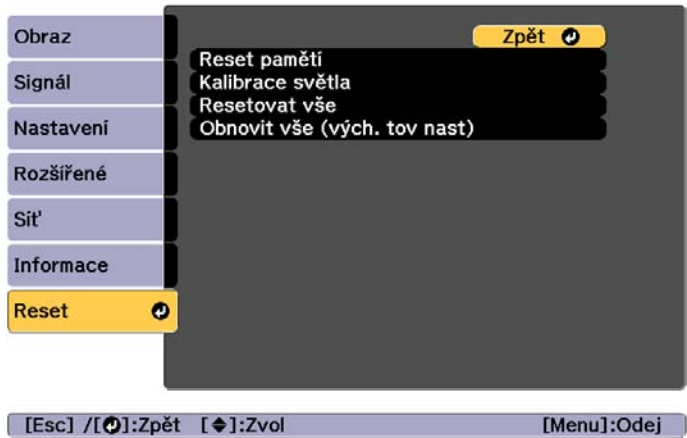 Obraz
Signál
Nastavení
Rozšířené
Síť
Informace
Reset
Zpět
Reset pamětí
Kalibrace světla
Resetovat vše
Obnovit vše (vých. tov nast)
[Esc] /[⏎]:Zpět [◆]:Zvol [Menu]:Odej